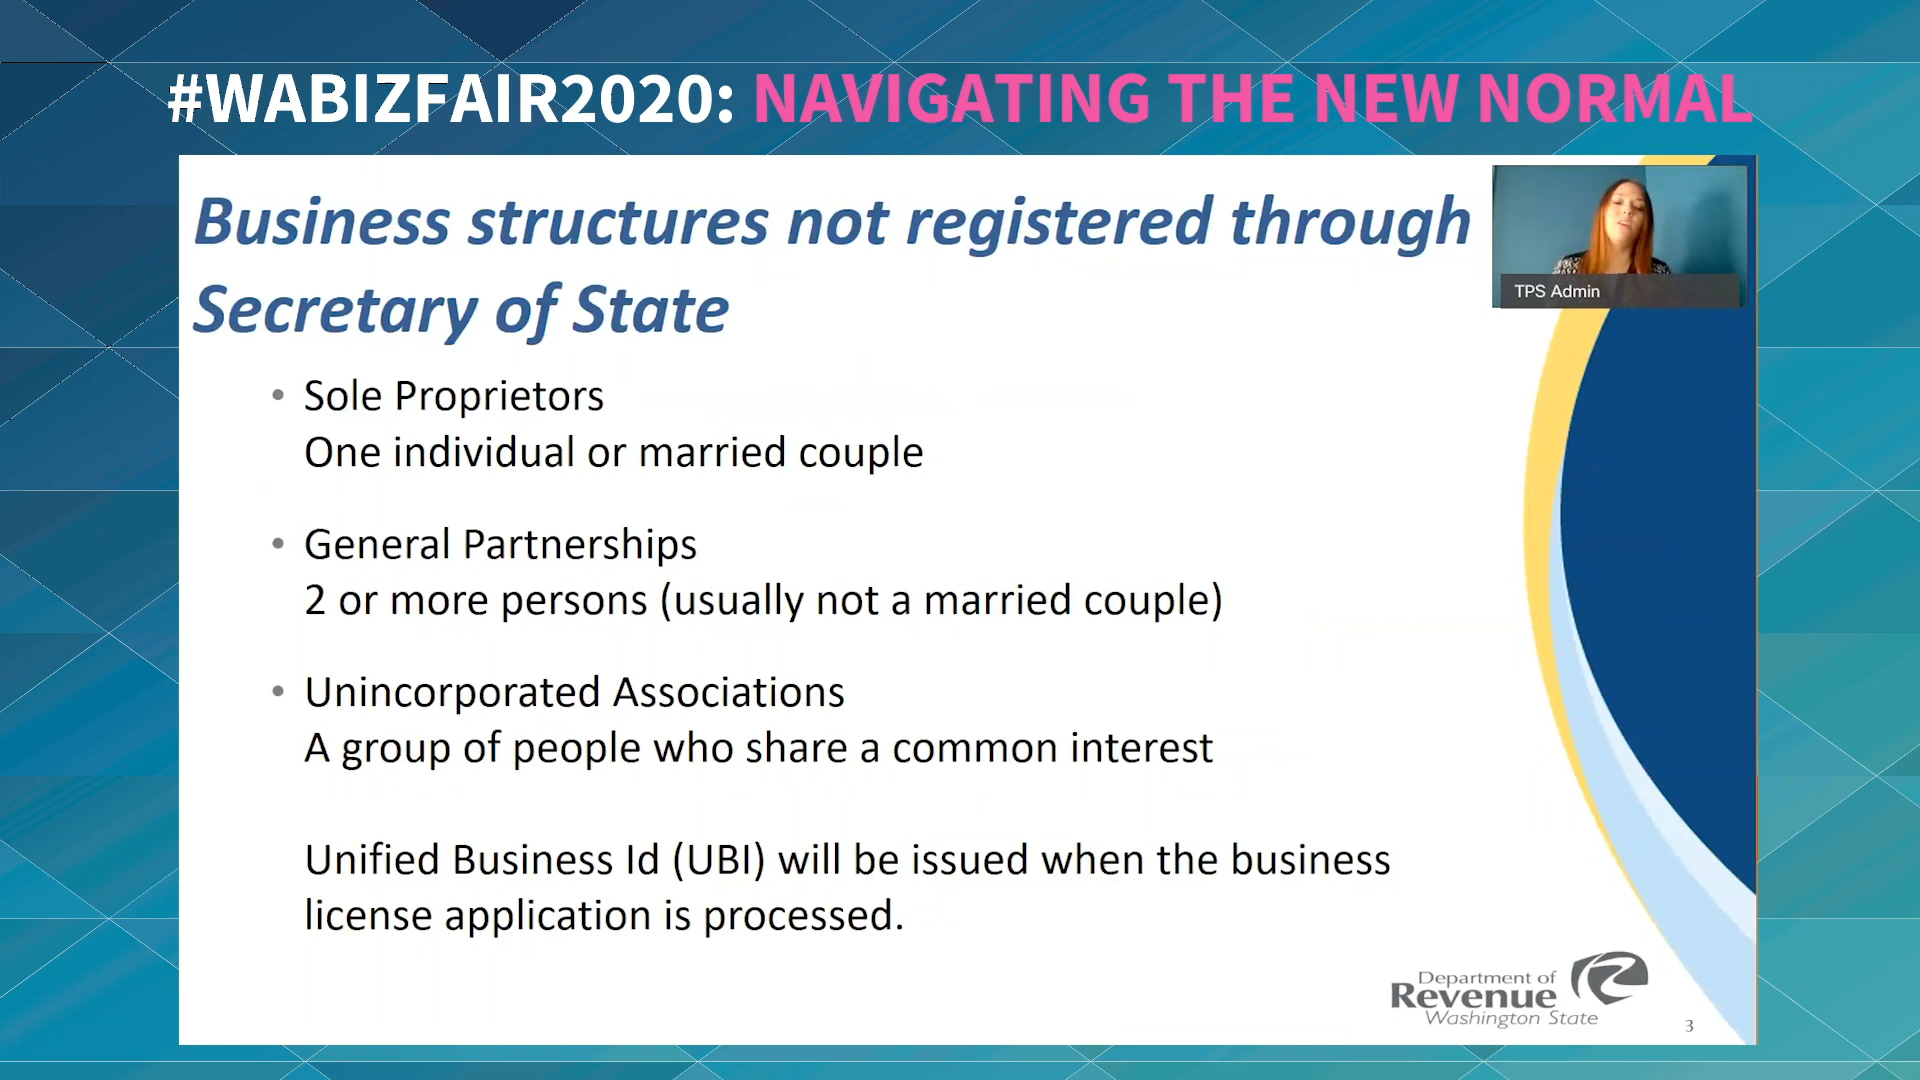 #WABIZFAIR2020: NAVIGATING THE NEW NORMAL
Business structures not registered through
Secretary of State
TPS Admin
• Sole Proprietors
One individual or married couple
• General Partnerships
2 or more persons (usually not a married couple)
• Unincorporated Associations
A group of people who share a common interest
Unified Business Id (UBI) will be issued when the business
license application is processed.
Department of
Revenue
Washington State
3